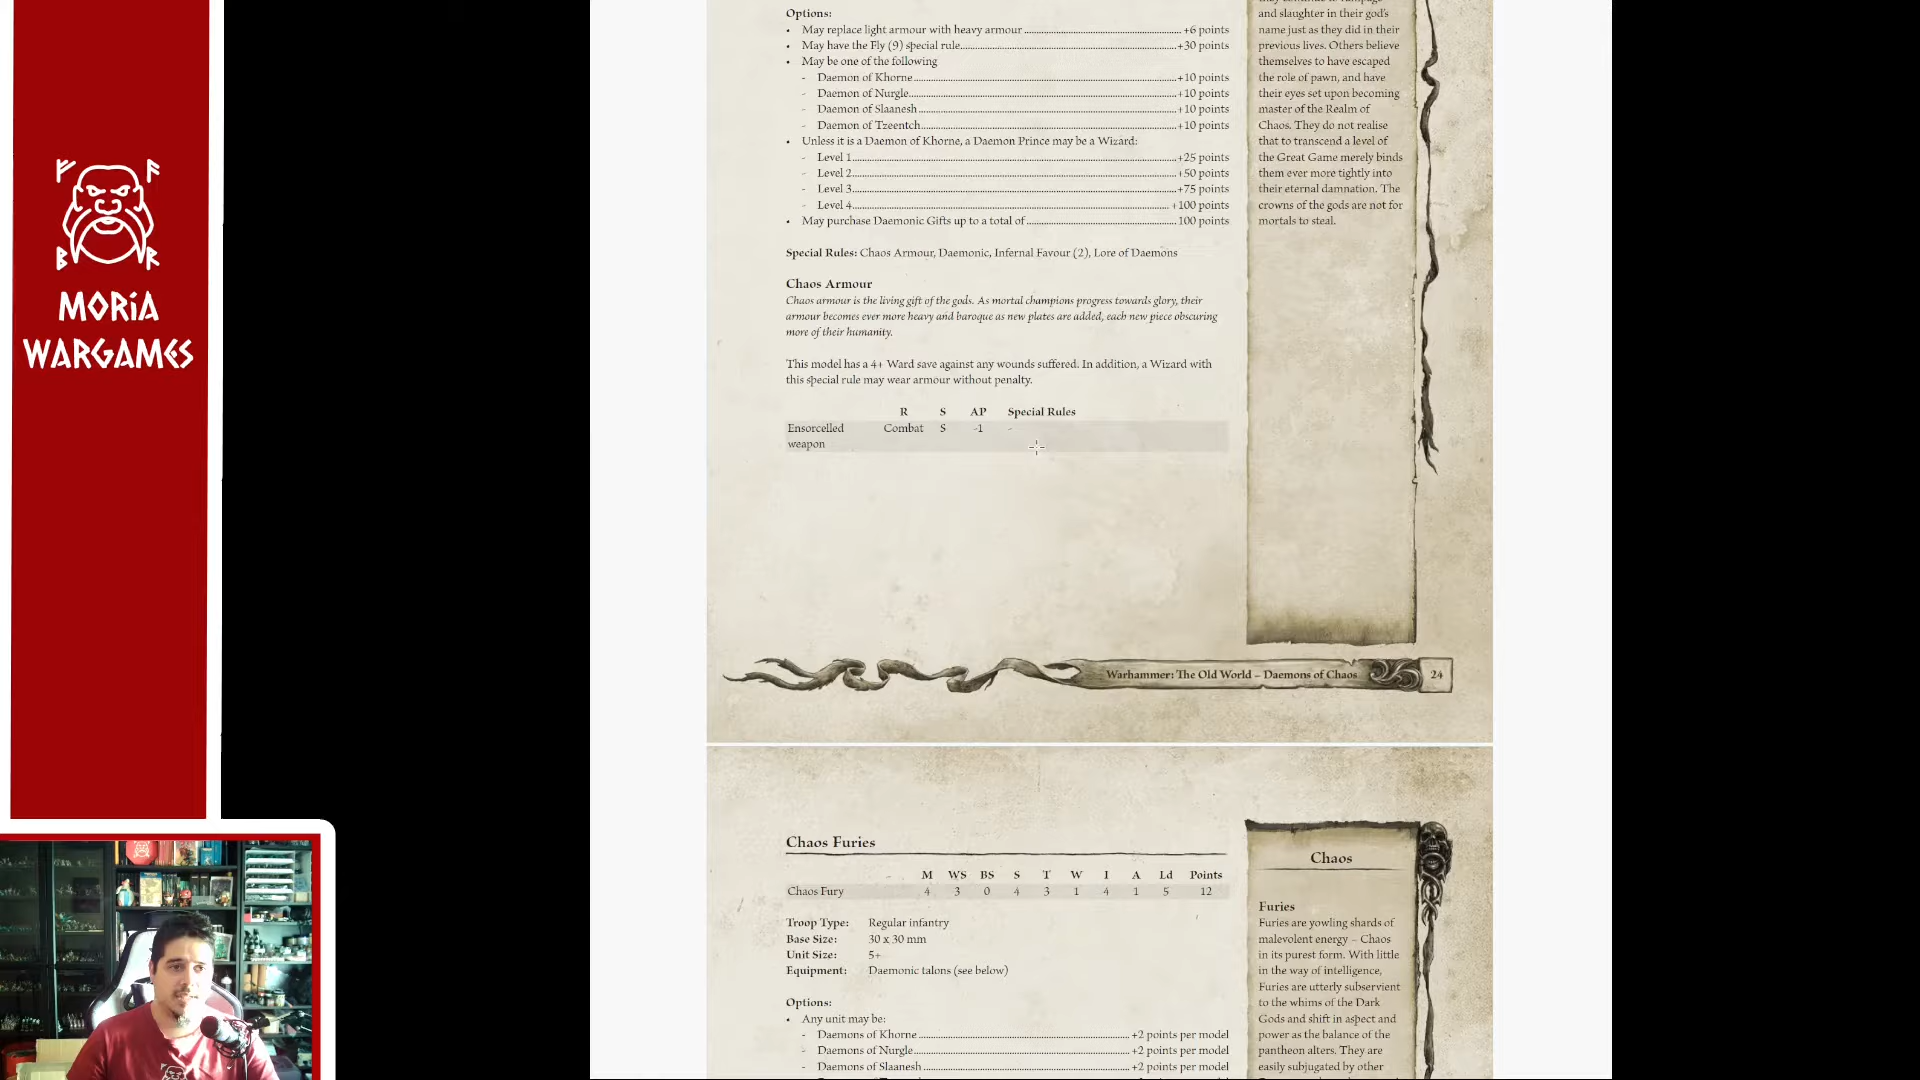 MORiA
WARGAMES
Options:
• May replace light armour with heavy armour +6 points
• May have the Fly (9) special rule +30 points
• May be one of the following
- Daemon of Khorne +10 points
- Daemon of Nurgle +10 points
- Daemon of Slaanesh +10 points
- Daemon of Tzeentch +10 points
• Unless it is a Daemon of Khorne, a Daemon Prince may be a Wizard:
- Level 1 +25 points
- Level 2 +50 points
- Level 3 +75 points
- Level 4 +100 points
• May purchase Daemonic Gifts up to a total of 100 points
Special Rules: Chaos Armour, Daemonic, Infernal Favour (2), Lore of Daemons
Chaos Armour
Chaos armour is the living gift of the gods. As mortal champions progress towards glory, their
armour becomes ever more heavy and baroque as new plates are added, each new piece obscuring
more of their humanity.
This model has a 4+ Ward save against any wounds suffered. In addition, a Wizard with
this special rule may wear armour without penalty.
R S AP Special Rules
Ensorcelled Combat S -1 -
weapon
and slaughter in their god's
name just as they did in their
previous lives. Others believe
themselves to have escaped
the role of pawn, and have
their eyes set upon becoming
master of the Realm of
Chaos. They do not realise
that to transcend a level of
the Great Game merely binds
them ever more tightly into
their eternal damnation. The
crowns of the gods are not for
mortals to steal.
Warhammer: The Old World – Daemons of Chaos 24
Chaos Furies
M WS BS S T W I A Ld Points
Chaos Fury 4 3 0 4 3 1 4 1 5 12
Troop Type: Regular infantry
Base Size: 30 x 30 mm
Unit Size: 5+
Equipment: Daemonic talons (see below)
Options:
• Any unit may be:
- Daemons of Khorne +2 points per model
- Daemons of Nurgle +2 points per model
- Daemons of Slaanesh +2 points per model
Chaos
Furies
Furies are yowling shards of
malevolent energy – Chaos
in its purest form. With little
in the way of intelligence,
Furies are utterly subservient
to the whims of the Dark
Gods and shift in aspect and
power as the balance of the
pantheon alters. They are
easily subjugated by other